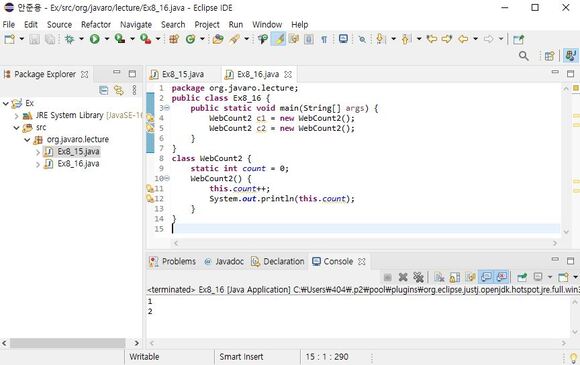 안준용 - Ex/src/org/javaro/lecture/Ex8_16.java - Eclipse IDE
File Edit Source Refactor Navigate Search Project Run Window Help
Package Explorer
Ex
JRE System Library [JavaSE-16
src
org.javaro.lecture
Ex8_15.java
Ex8_16.java
Ex8_15.java Ex8_16.java
1 package org.javaro.lecture;
2 public class Ex8_16 {
3 public static void main(String[] args) {
4 WebCount2 c1 = new WebCount2();
5 WebCount2 c2 = new WebCount2();
6 }
7 }
8 class WebCount2 {
9 static int count = 0;
10 WebCount2() {
11 this.count++;
12 System.out.println(this.count);
13 }
14 }
15
Problems @ Javadoc Declaration Console
<terminated> Ex8_16 [Java Application] C:₩Users₩404₩.p2₩pool₩plugins₩org.eclipse.justj.openjdk.hotspot.jre.full.win3
1
2
Writable Smart Insert 15 : 1 : 290